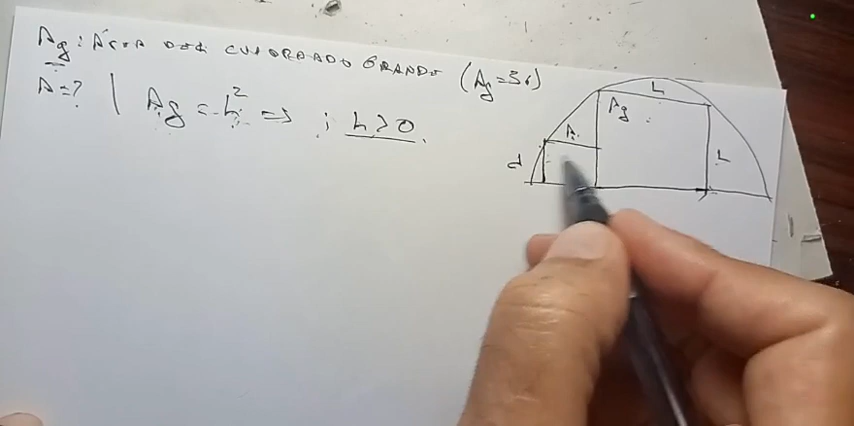 Ag : ÁREA DEL CUADRADO GRANDE (Ag = 36)
A = ? | Ag = L² ⇒ ; L > 0.
L
Ag
A
d
L